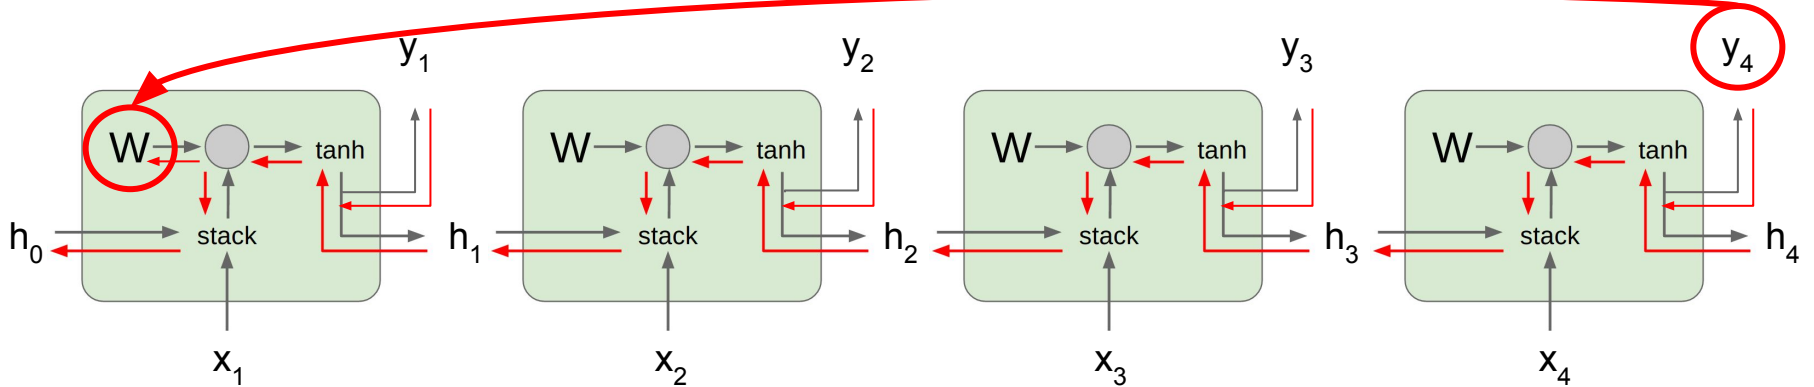 y1 y2 y3 y4
W tanh W tanh W tanh W tanh
h0 stack h1 stack h2 stack h3 stack h4
x1 x2 x3 x4